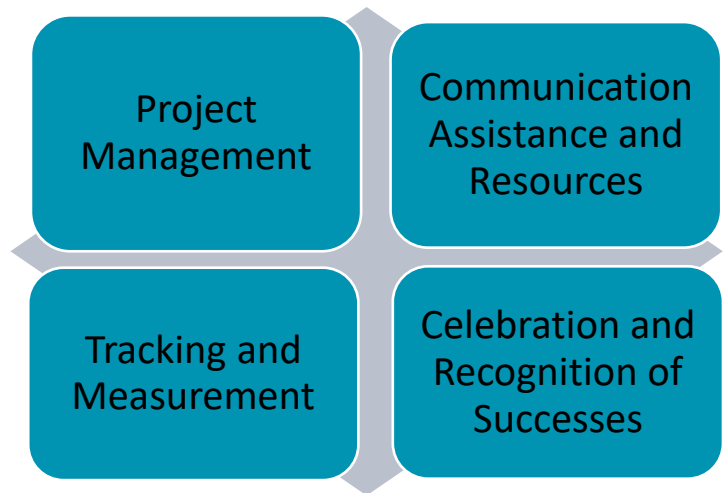 Project
Management
Communication
Assistance and
Resources
Tracking and
Measurement
Celebration and
Recognition of
Successes